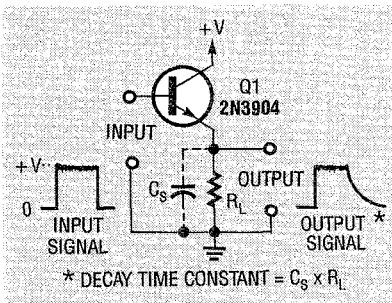 +V
Q1
2N3904
INPUT
+V
0
INPUT
SIGNAL
CS
RL
OUTPUT
OUTPUT
SIGNAL
*
* DECAY TIME CONSTANT = CS x RL